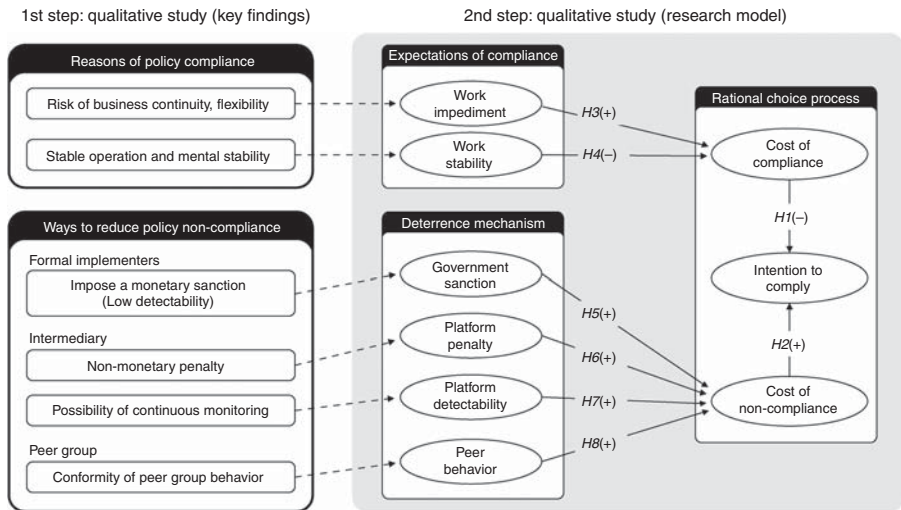 1st step: qualitative study (key findings)
2nd step: qualitative study (research model)
Reasons of policy compliance
Risk of business continuity, flexibility
Stable operation and mental stability
Ways to reduce policy non-compliance
Formal implementers
Impose a monetary sanction
(Low detectability)
Intermediary
Non-monetary penalty
Possibility of continuous monitoring
Peer group
Conformity of peer group behavior
Expectations of compliance
Work
impediment
Work
stability
H3(+)
H4(–)
Deterrence mechanism
Government
sanction
Platform
penalty
Platform
detectability
Peer
behavior
H5(+)
H6(+)
H7(+)
H8(+)
Rational choice process
Cost of
compliance
H1(–)
Intention to
comply
H2(+)
Cost of
non-compliance